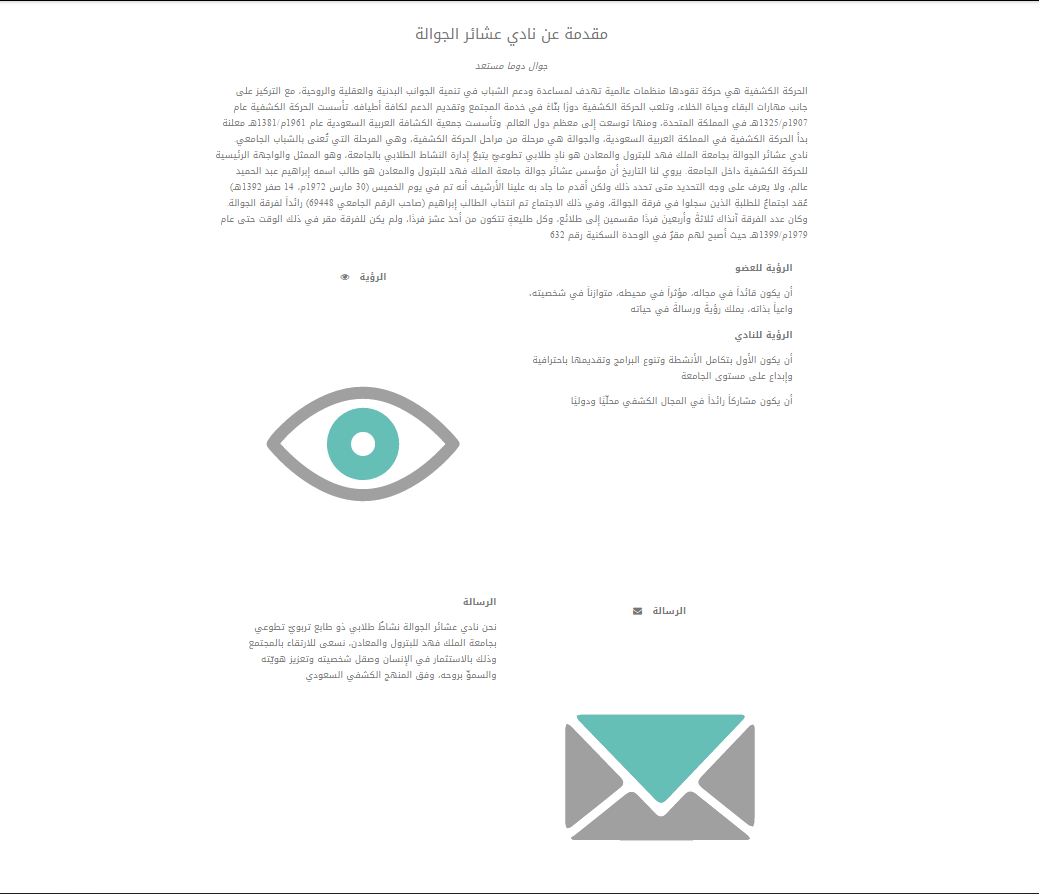 مقدمة عن نادي عشائر الجوالة
جوال دوما مستعد
الحركة الكشفية هي حركة تقودها منظمات عالمية تهدف لمساعدة ودعم الشباب في تنمية الجوانب البدنية والعقلية والروحية، مع التركيز على
جانب مهارات البقاء وحياة الخلاء، وتلعب الحركة الكشفية دورًا بنّاءً في خدمة المجتمع وتقديم الدعم لكافة أطيافه. تأسست الحركة الكشفية عام
1907م/1325هـ في المملكة المتحدة، ومنها توسعت إلى معظم دول العالم. وتأسست جمعية الكشافة العربية السعودية عام 1961م/1381هـ معلنة
بدأ الحركة الكشفية في المملكة العربية السعودية، والجوالة هي مرحلة من مراحل الحركة الكشفية، وهي المرحلة التي تُعنى بالشباب الجامعي.
نادي عشائر الجوالة بجامعة الملك فهد للبترول والمعادن هو نادٍ طلابي تطوعيّ يتبعُ إدارة النشاط الطلابي بالجامعة، وهو الممثل والواجهة الرئيسية
للحركة الكشفية داخل الجامعة. يروي لنا التاريخ أن مؤسس عشائر جوالة جامعة الملك فهد للبترول والمعادن هو طالب اسمه إبراهيم عبد الحميد
عالم، ولا يعرف على وجه التحديد متى تحدد ذلك ولكن أقدم ما جاد به علينا الأرشيف أنه تم في يوم الخميس (30 مارس 1972م، 14 صفر 1392هـ)
عُقد اجتماعٌ للطلبةِ الذين سجلوا في فرقة الجوالة، وفي ذلك الاجتماع تم انتخاب الطالب إبراهيم (صاحب الرقم الجامعي 69448) رائداً لفرقة الجوالة.
وكان عدد الفرقة آنذاك ثلاثةً وأربعينَ فردًا مقسمين إلى طلائع، وكل طليعةٍ تتكون من أحدَ عشرَ فردًا، ولم يكن للفرقة مقر في ذلك الوقت حتى عام
1979م/1399هـ حيث أصبح لهم مقرٌ في الوحدة السكنية رقم 632
الرؤية للعضو
الرؤية
أن يكون قائداً في مجاله، مؤثراً في محيطه، متوازناً في شخصيته،
واعياً بذاته، يملك رؤيةً ورسالةً في حياته
الرؤية للنادي
أن يكون الأول بتكامل الأنشطة وتنوع البرامج وتقديمها باحترافية
وإبداع على مستوى الجامعة
أن يكون مشاركاً رائداً في المجال الكشفي محلّيًا ودوليًا
الرسالة
الرسالة
نحن نادي عشائر الجوالة نشاطٌ طلابي ذو طابع تربويّ تطوعي
بجامعة الملك فهد للبترول والمعادن، نسعى للارتقاء بالمجتمع
وذلك بالاستثمار في الإنسان وصقل شخصيته وتعزيز هويّته
والسموّ بروحه، وفق المنهج الكشفي السعودي